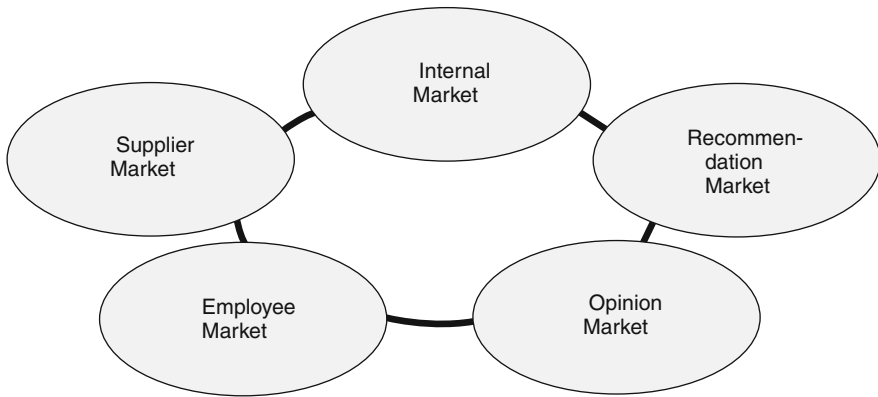 Internal
Market
Supplier
Market
Recommen-
dation
Market
Employee
Market
Opinion
Market